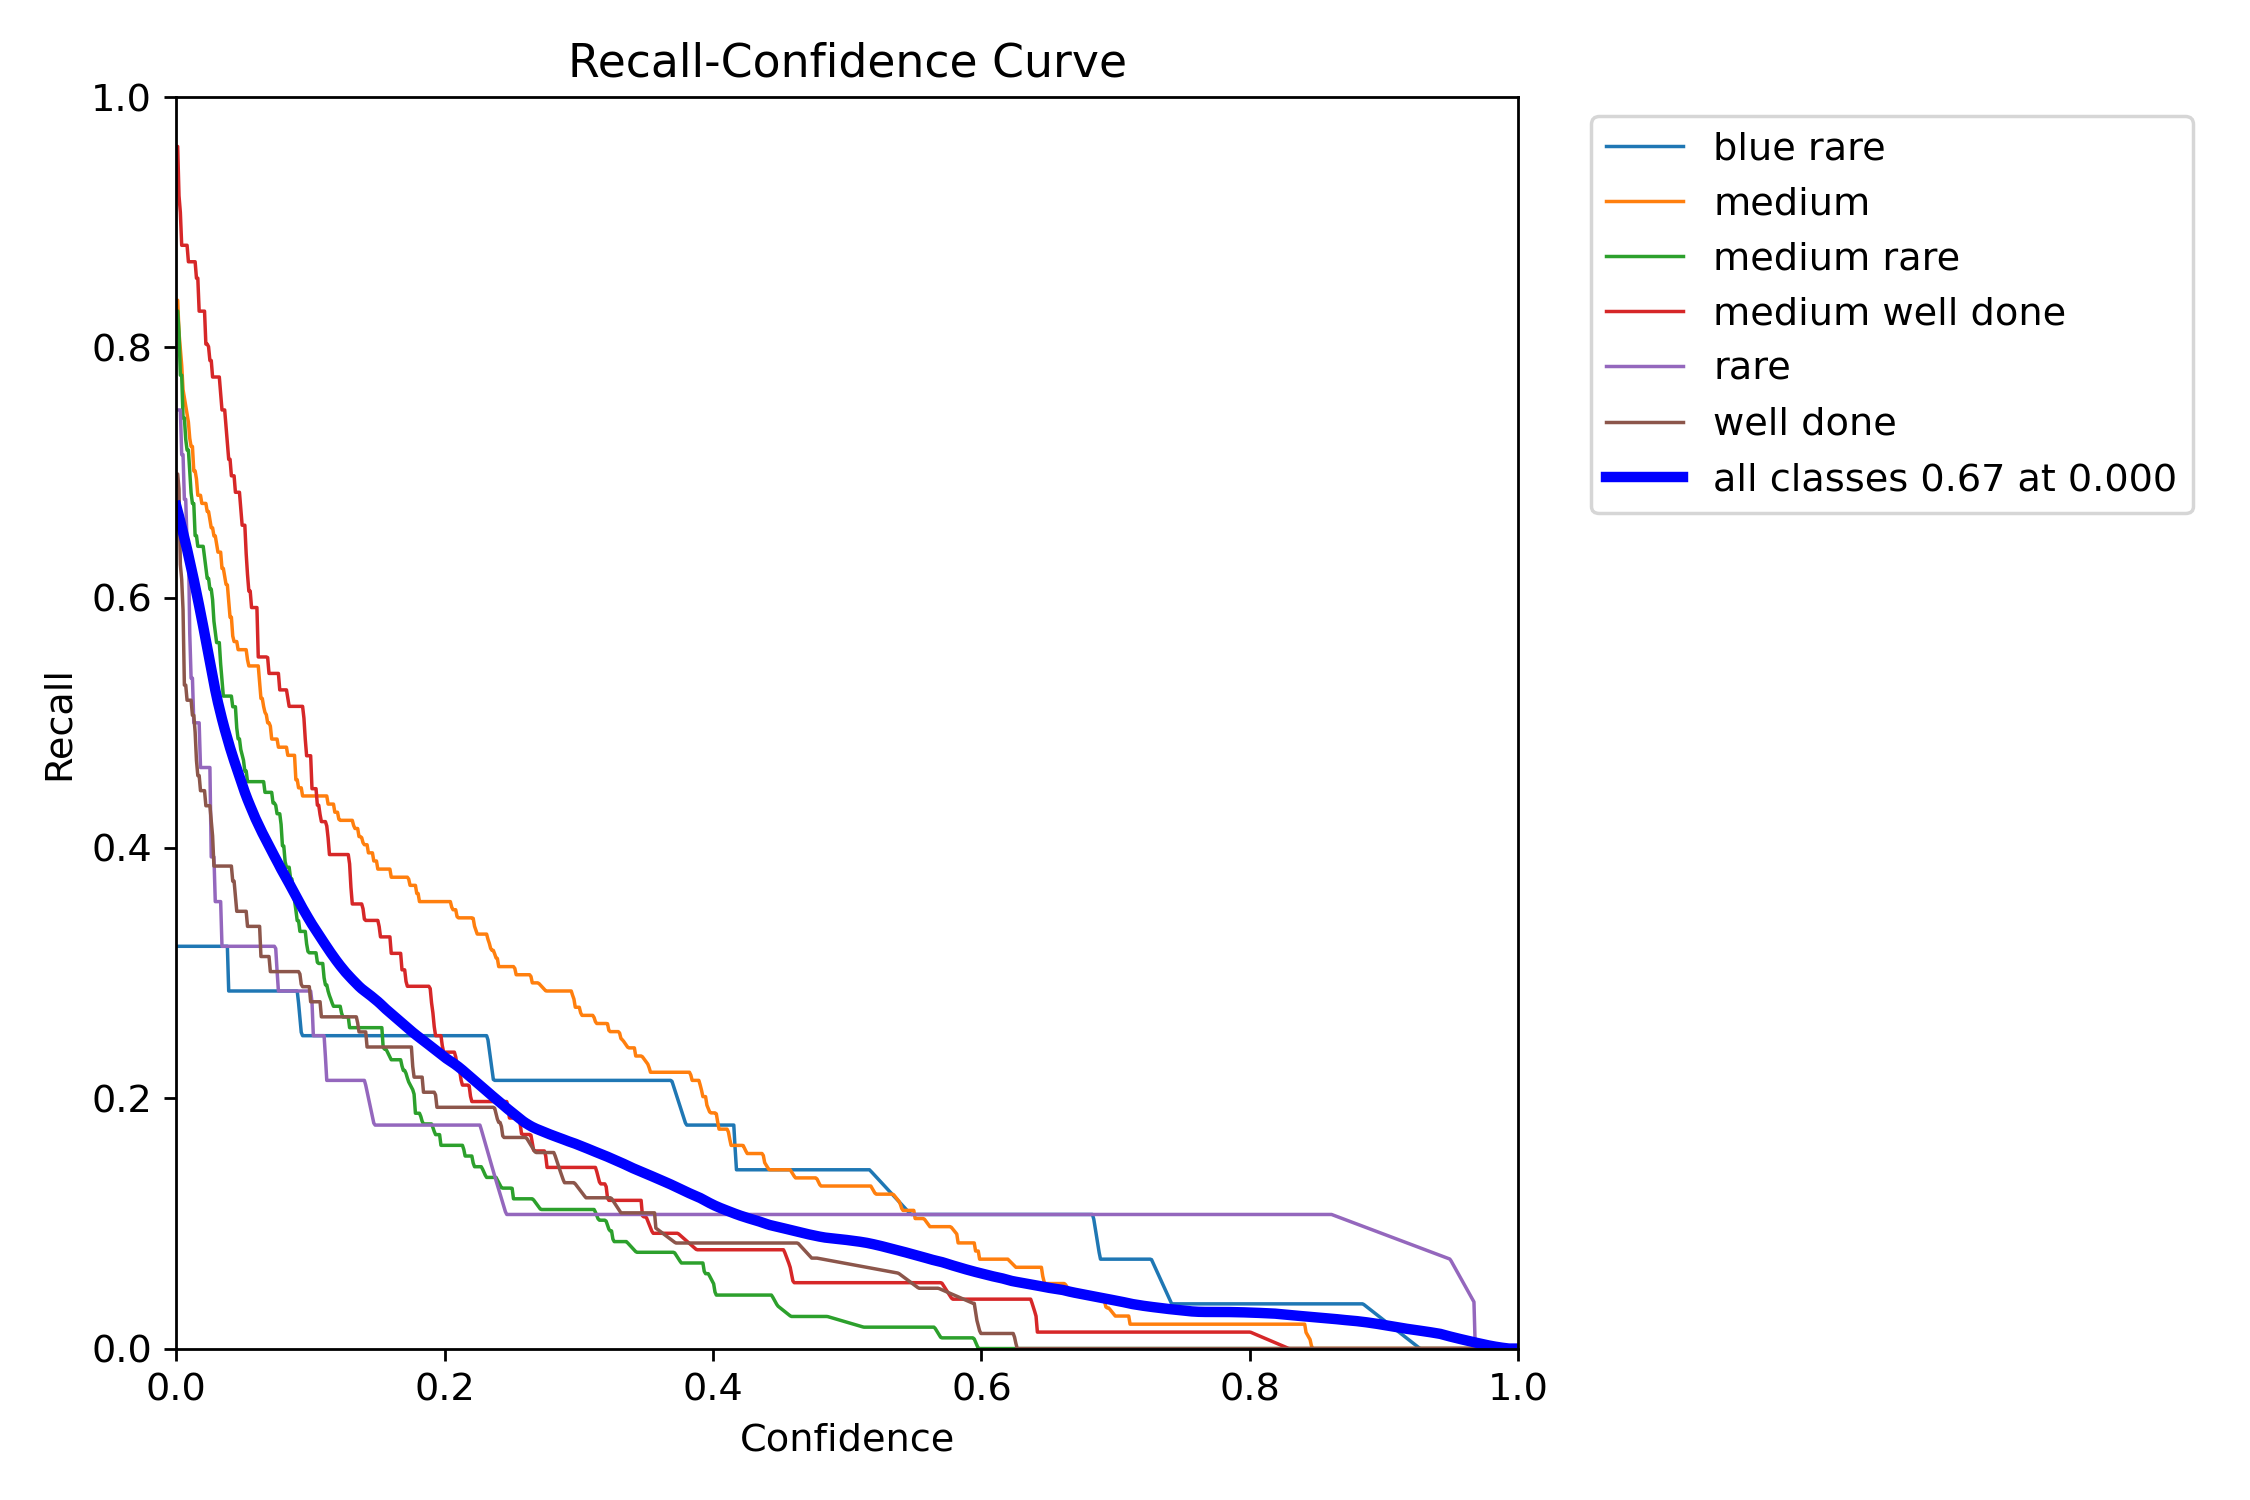 Recall-Confidence Curve
1.0
0.8
0.6
0.4
0.2
0.0
Recall
0.0 0.2 0.4 0.6 0.8 1.0
Confidence
blue rare
medium
medium rare
medium well done
rare
well done
all classes 0.67 at 0.000